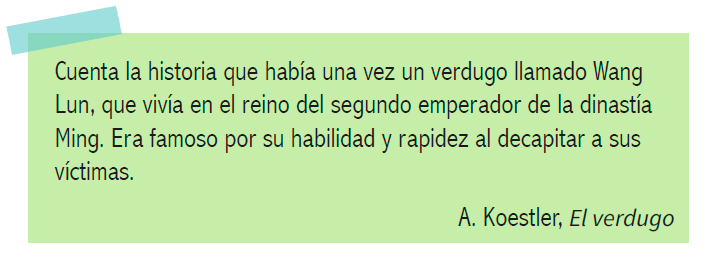 Cuenta la historia que había una vez un verdugo llamado Wang
Lun, que vivía en el reino del segundo emperador de la dinastía
Ming. Era famoso por su habilidad y rapidez al decapitar a sus
víctimas.
A. Koestler, El verdugo